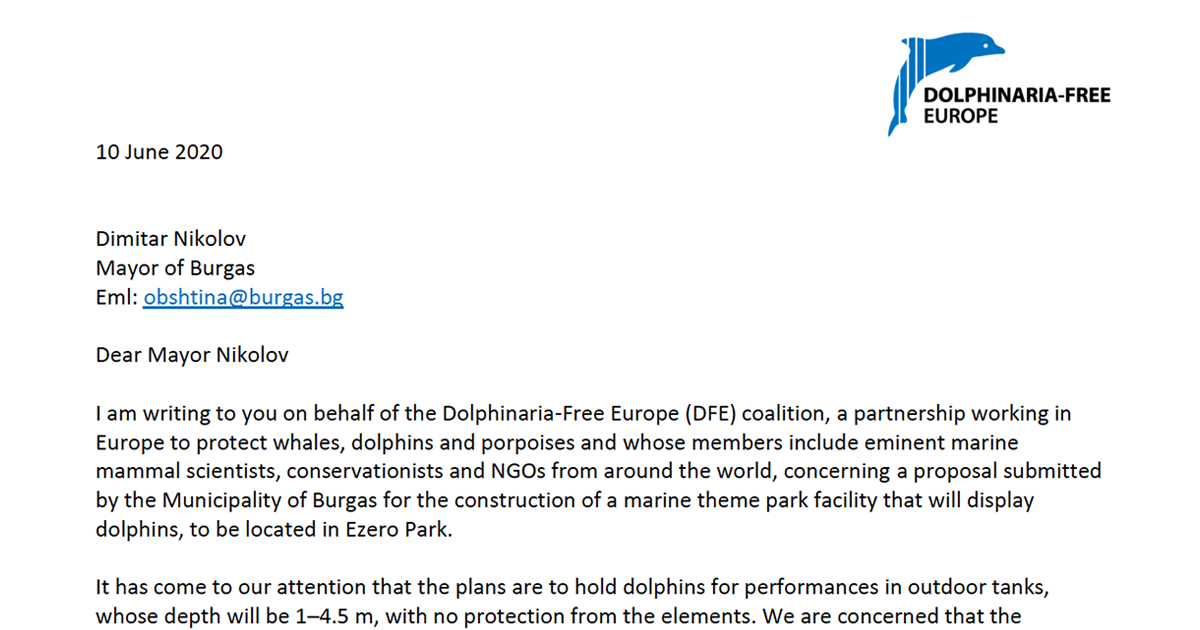 DOLPHINARIA-FREE
EUROPE
10 June 2020
Dimitar Nikolov
Mayor of Burgas
Eml: obshtina@burgas.bg
Dear Mayor Nikolov
I am writing to you on behalf of the Dolphinaria-Free Europe (DFE) coalition, a partnership working in
Europe to protect whales, dolphins and porpoises and whose members include eminent marine
mammal scientists, conservationists and NGOs from around the world, concerning a proposal submitted
by the Municipality of Burgas for the construction of a marine theme park facility that will display
dolphins, to be located in Ezero Park.
It has come to our attention that the plans are to hold dolphins for performances in outdoor tanks,
whose depth will be 1–4.5 m, with no protection from the elements. We are concerned that the